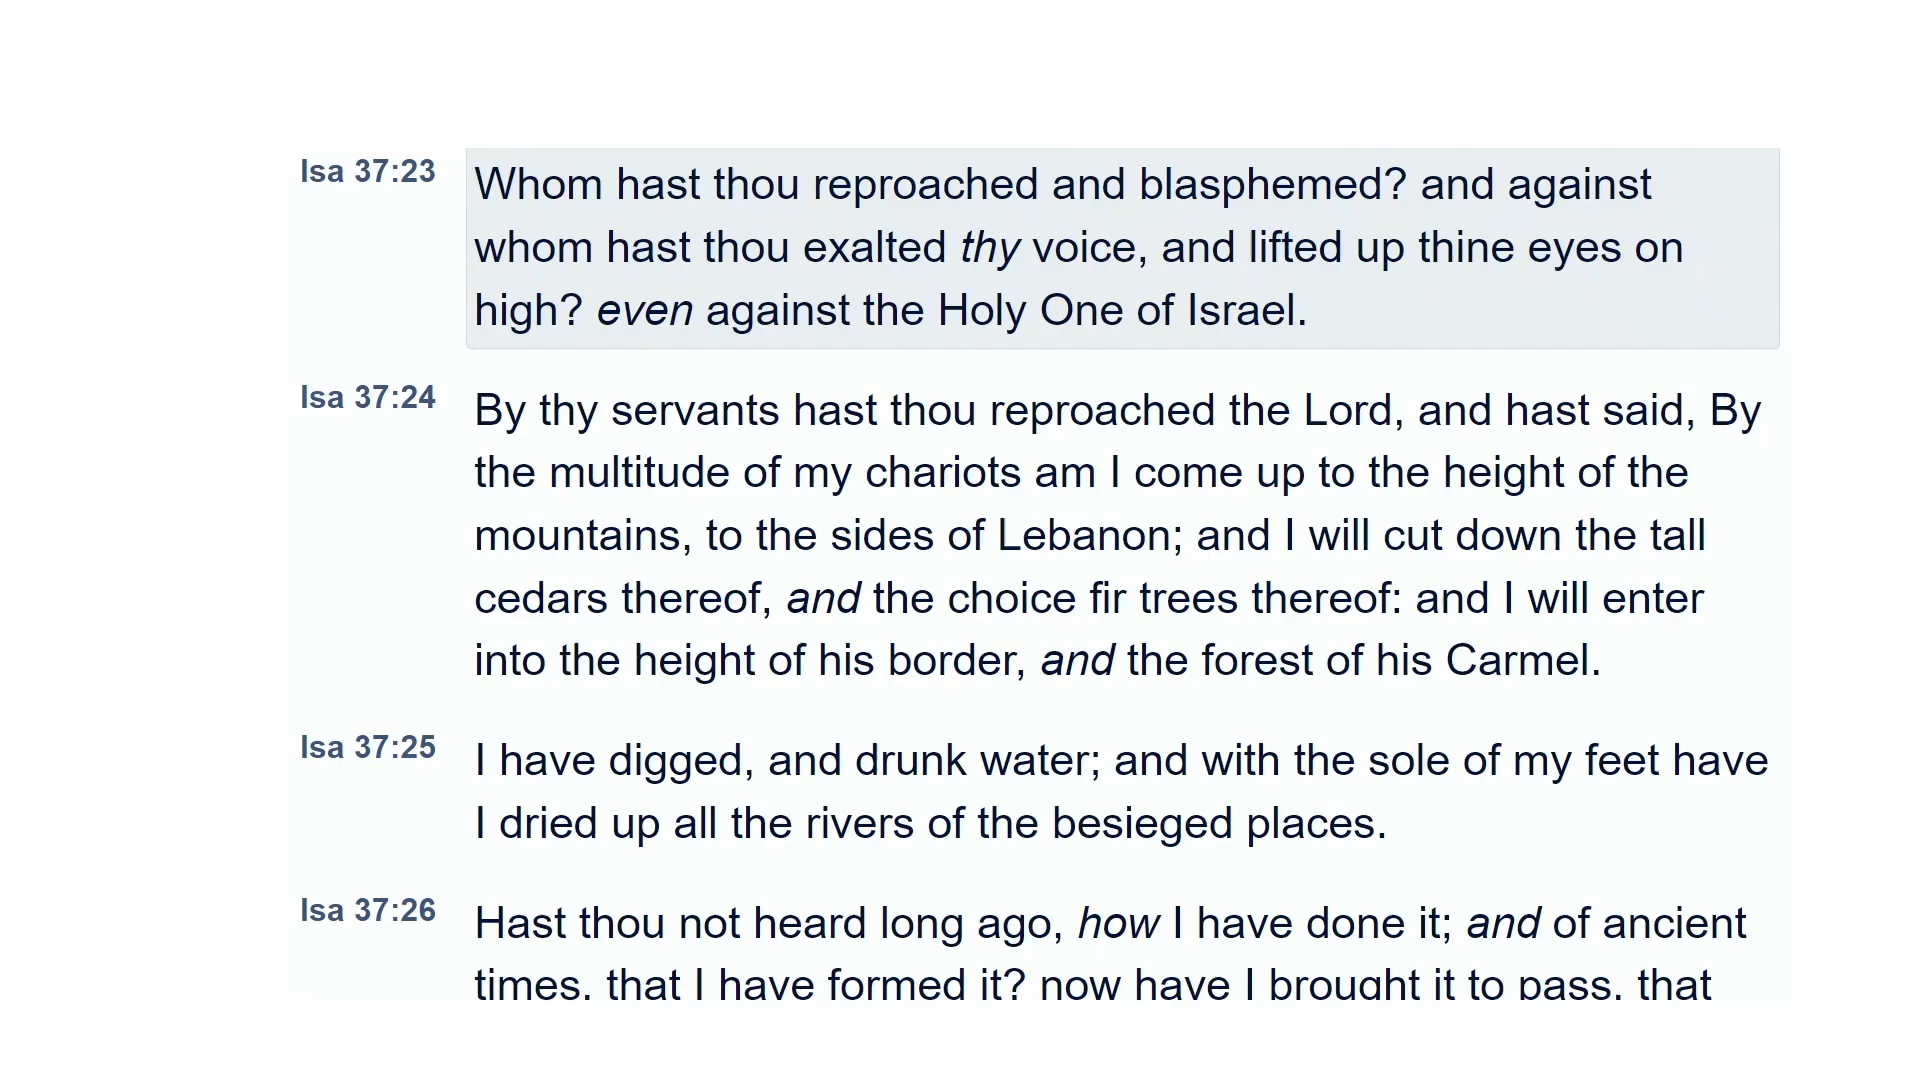 Isa 37:23
Whom hast thou reproached and blasphemed? and against
whom hast thou exalted thy voice, and lifted up thine eyes on
high? even against the Holy One of Israel.
Isa 37:24
By thy servants hast thou reproached the Lord, and hast said, By
the multitude of my chariots am I come up to the height of the
mountains, to the sides of Lebanon; and I will cut down the tall
cedars thereof, and the choice fir trees thereof: and I will enter
into the height of his border, and the forest of his Carmel.
Isa 37:25
I have digged, and drunk water; and with the sole of my feet have
I dried up all the rivers of the besieged places.
Isa 37:26
Hast thou not heard long ago, how I have done it; and of ancient
times, that I have formed it? now have I brought it to pass, that